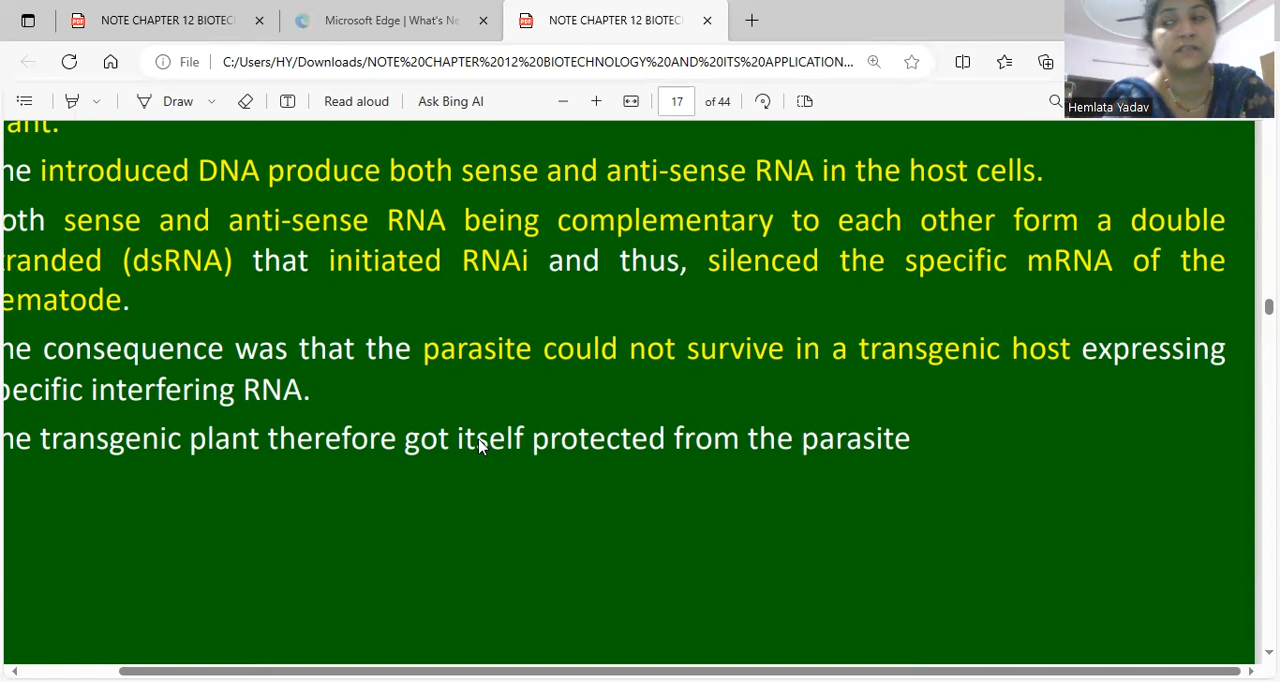 NOTE CHAPTER 12 BIOTEC
Microsoft Edge | What's Ne
NOTE CHAPTER 12 BIOTEC
File
C:/Users/HY/Downloads/NOTE%20CHAPTER%2012%20BIOTECHNOLOGY%20AND%20ITS%20APPLICATION...
Draw
Read aloud
Ask Bing AI
17 of 44
Hemlata Yadav
ant.
he introduced DNA produce both sense and anti-sense RNA in the host cells.
oth sense and anti-sense RNA being complementary to each other form a double
tranded (dsRNA) that initiated RNAi and thus, silenced the specific mRNA of the
ematode.
he consequence was that the parasite could not survive in a transgenic host expressing
pecific interfering RNA.
he transgenic plant therefore got itself protected from the parasite